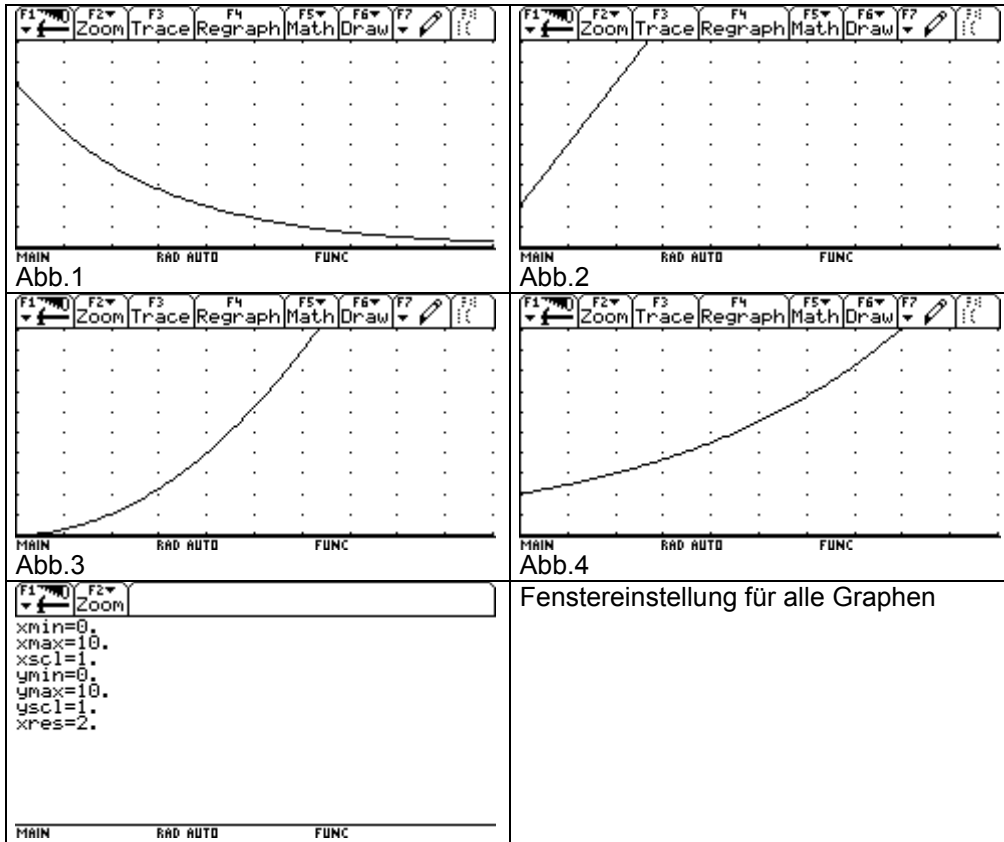 F1 F2 F3 F4 F5 F6 F7 F8
Zoom Trace Regraph Math Draw
MAIN RAD AUTO FUNC
Abb.1
F1 F2 F3 F4 F5 F6 F7 F8
Zoom Trace Regraph Math Draw
MAIN RAD AUTO FUNC
Abb.2
F1 F2 F3 F4 F5 F6 F7 F8
Zoom Trace Regraph Math Draw
MAIN RAD AUTO FUNC
Abb.3
F1 F2 F3 F4 F5 F6 F7 F8
Zoom Trace Regraph Math Draw
MAIN RAD AUTO FUNC
Abb.4
F1 F2
Zoom
xmin=0.
xmax=10.
xscl=1.
ymin=0.
ymax=10.
yscl=1.
xres=2.
MAIN RAD AUTO FUNC
Fenstereinstellung für alle Graphen